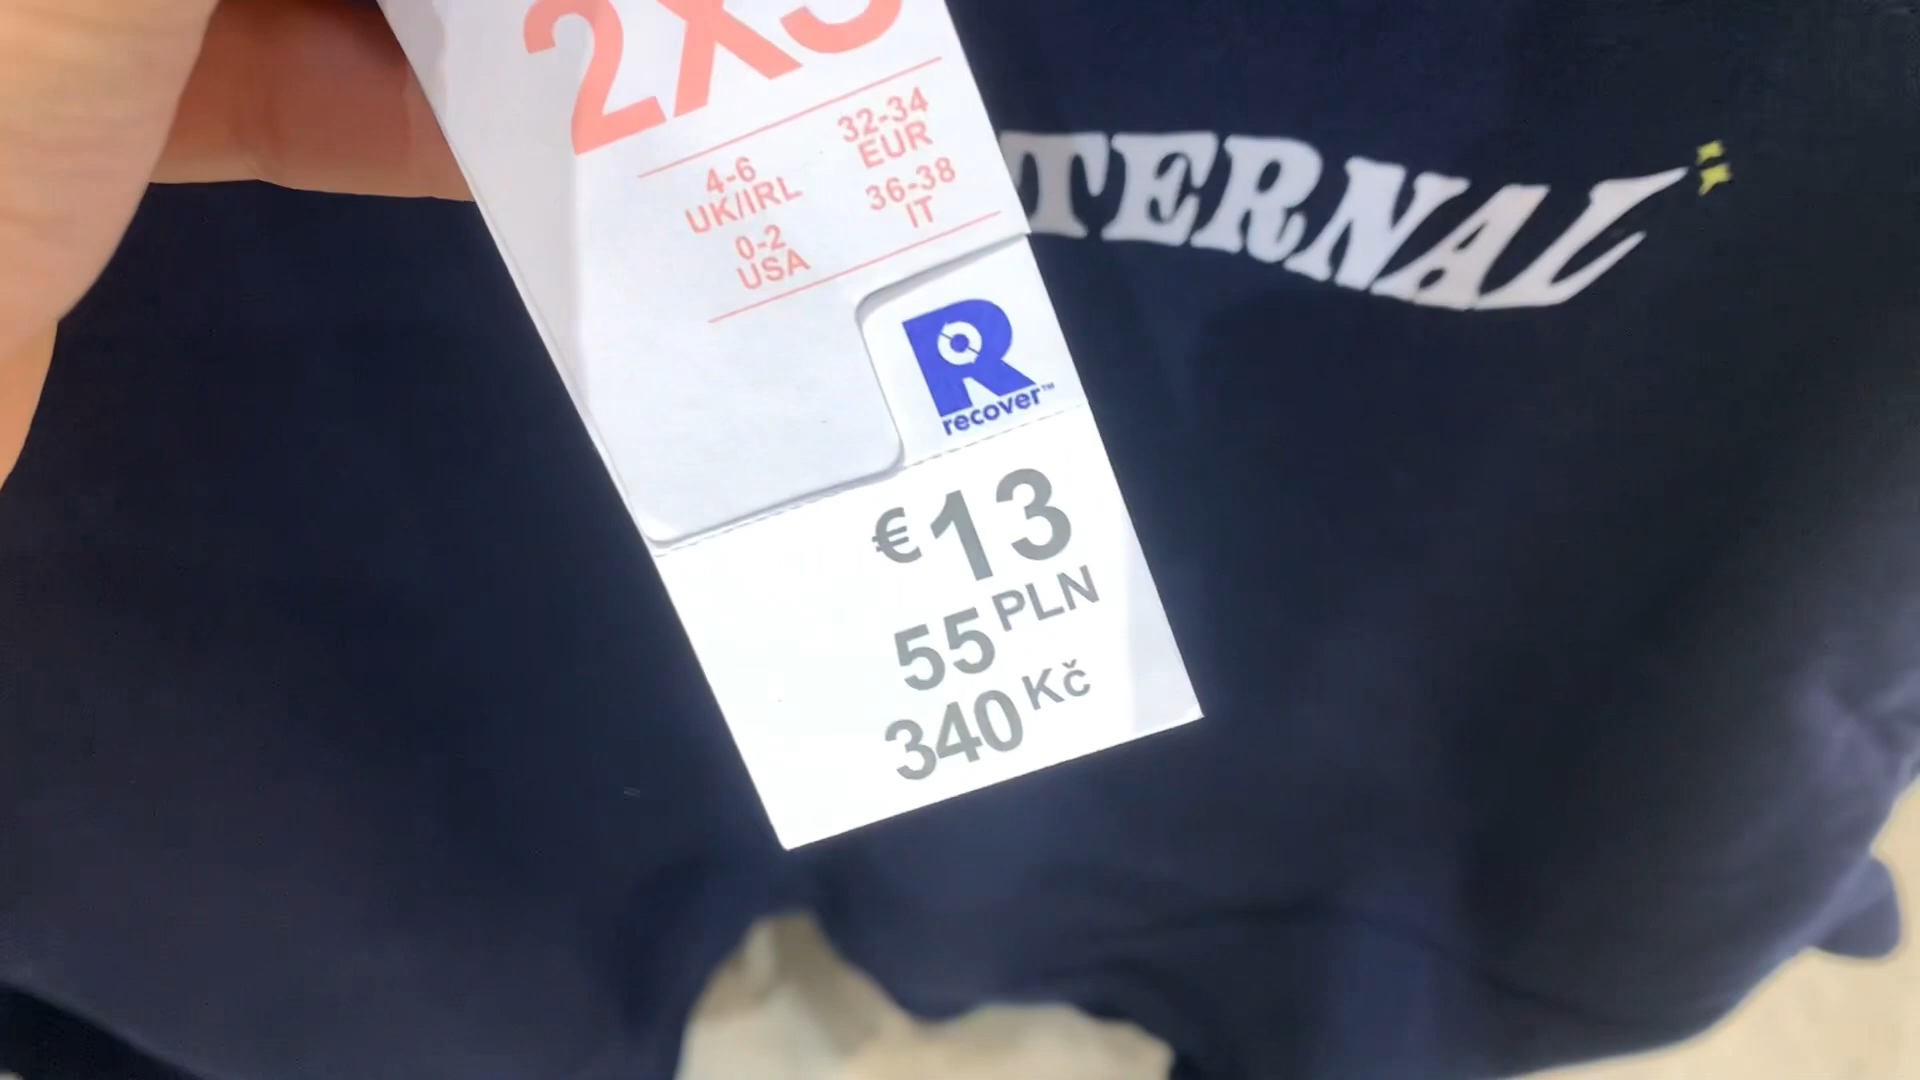 4-6
UK/IRL
0-2
USA
32-34
EUR
36-38
IT
R
recover™
€13
55 PLN
340 Kč
TERNAL